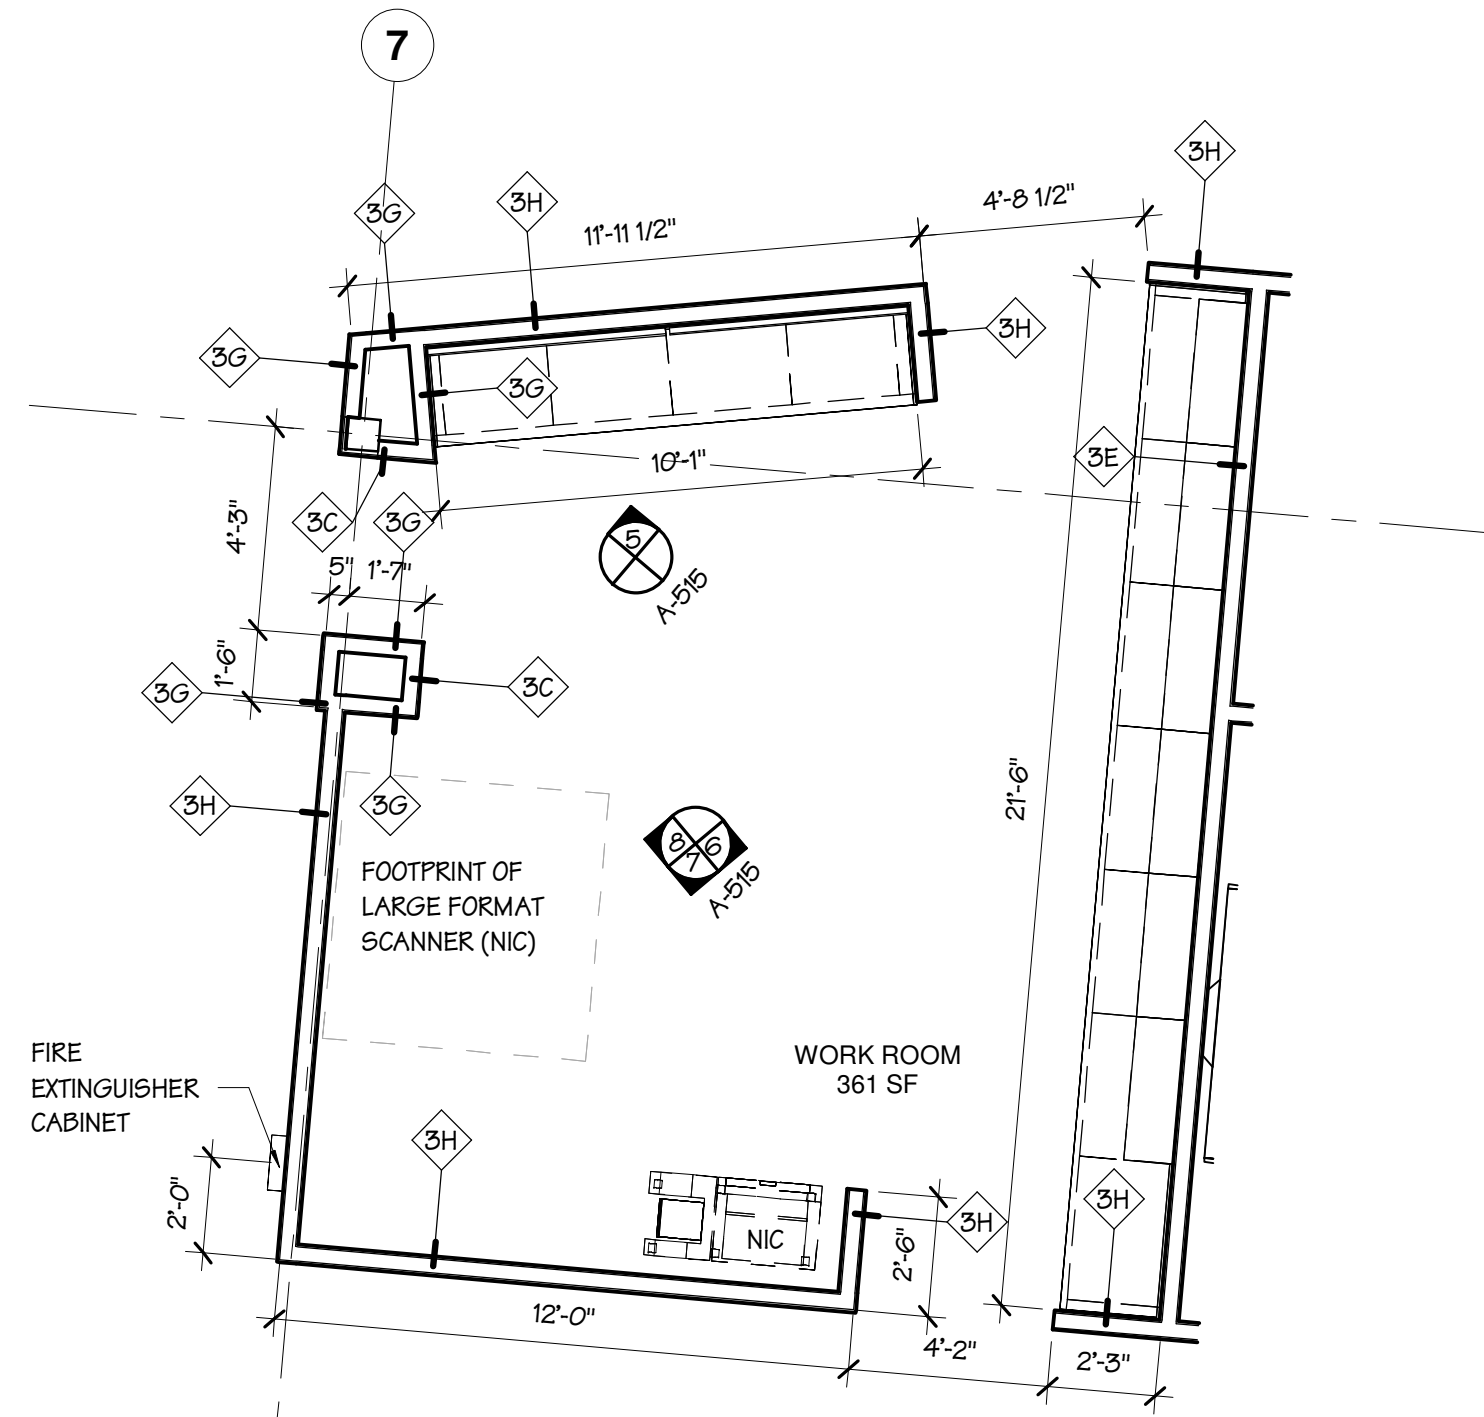 7
3H
3G
3H
4'-8 1/2"
11'-11 1/2"
3H
3G
3G
3E
10'-1"
3C
3G
4'-3"
5"
1'-7"
5
A-515
1'-6"
3G
3C
3H
3G
21'-6"
8
6
7
A-515
FOOTPRINT OF
LARGE FORMAT
SCANNER (NIC)
WORK ROOM
361 SF
FIRE
EXTINGUISHER
CABINET
3H
2'-0"
NIC
3H
3H
2'-6"
12'-0"
4'-2"
2'-3"